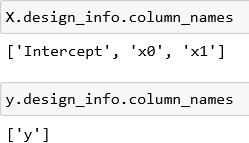 X.design_info.column_names
['Intercept', 'x0', 'x1']
y.design_info.column_names
['y']